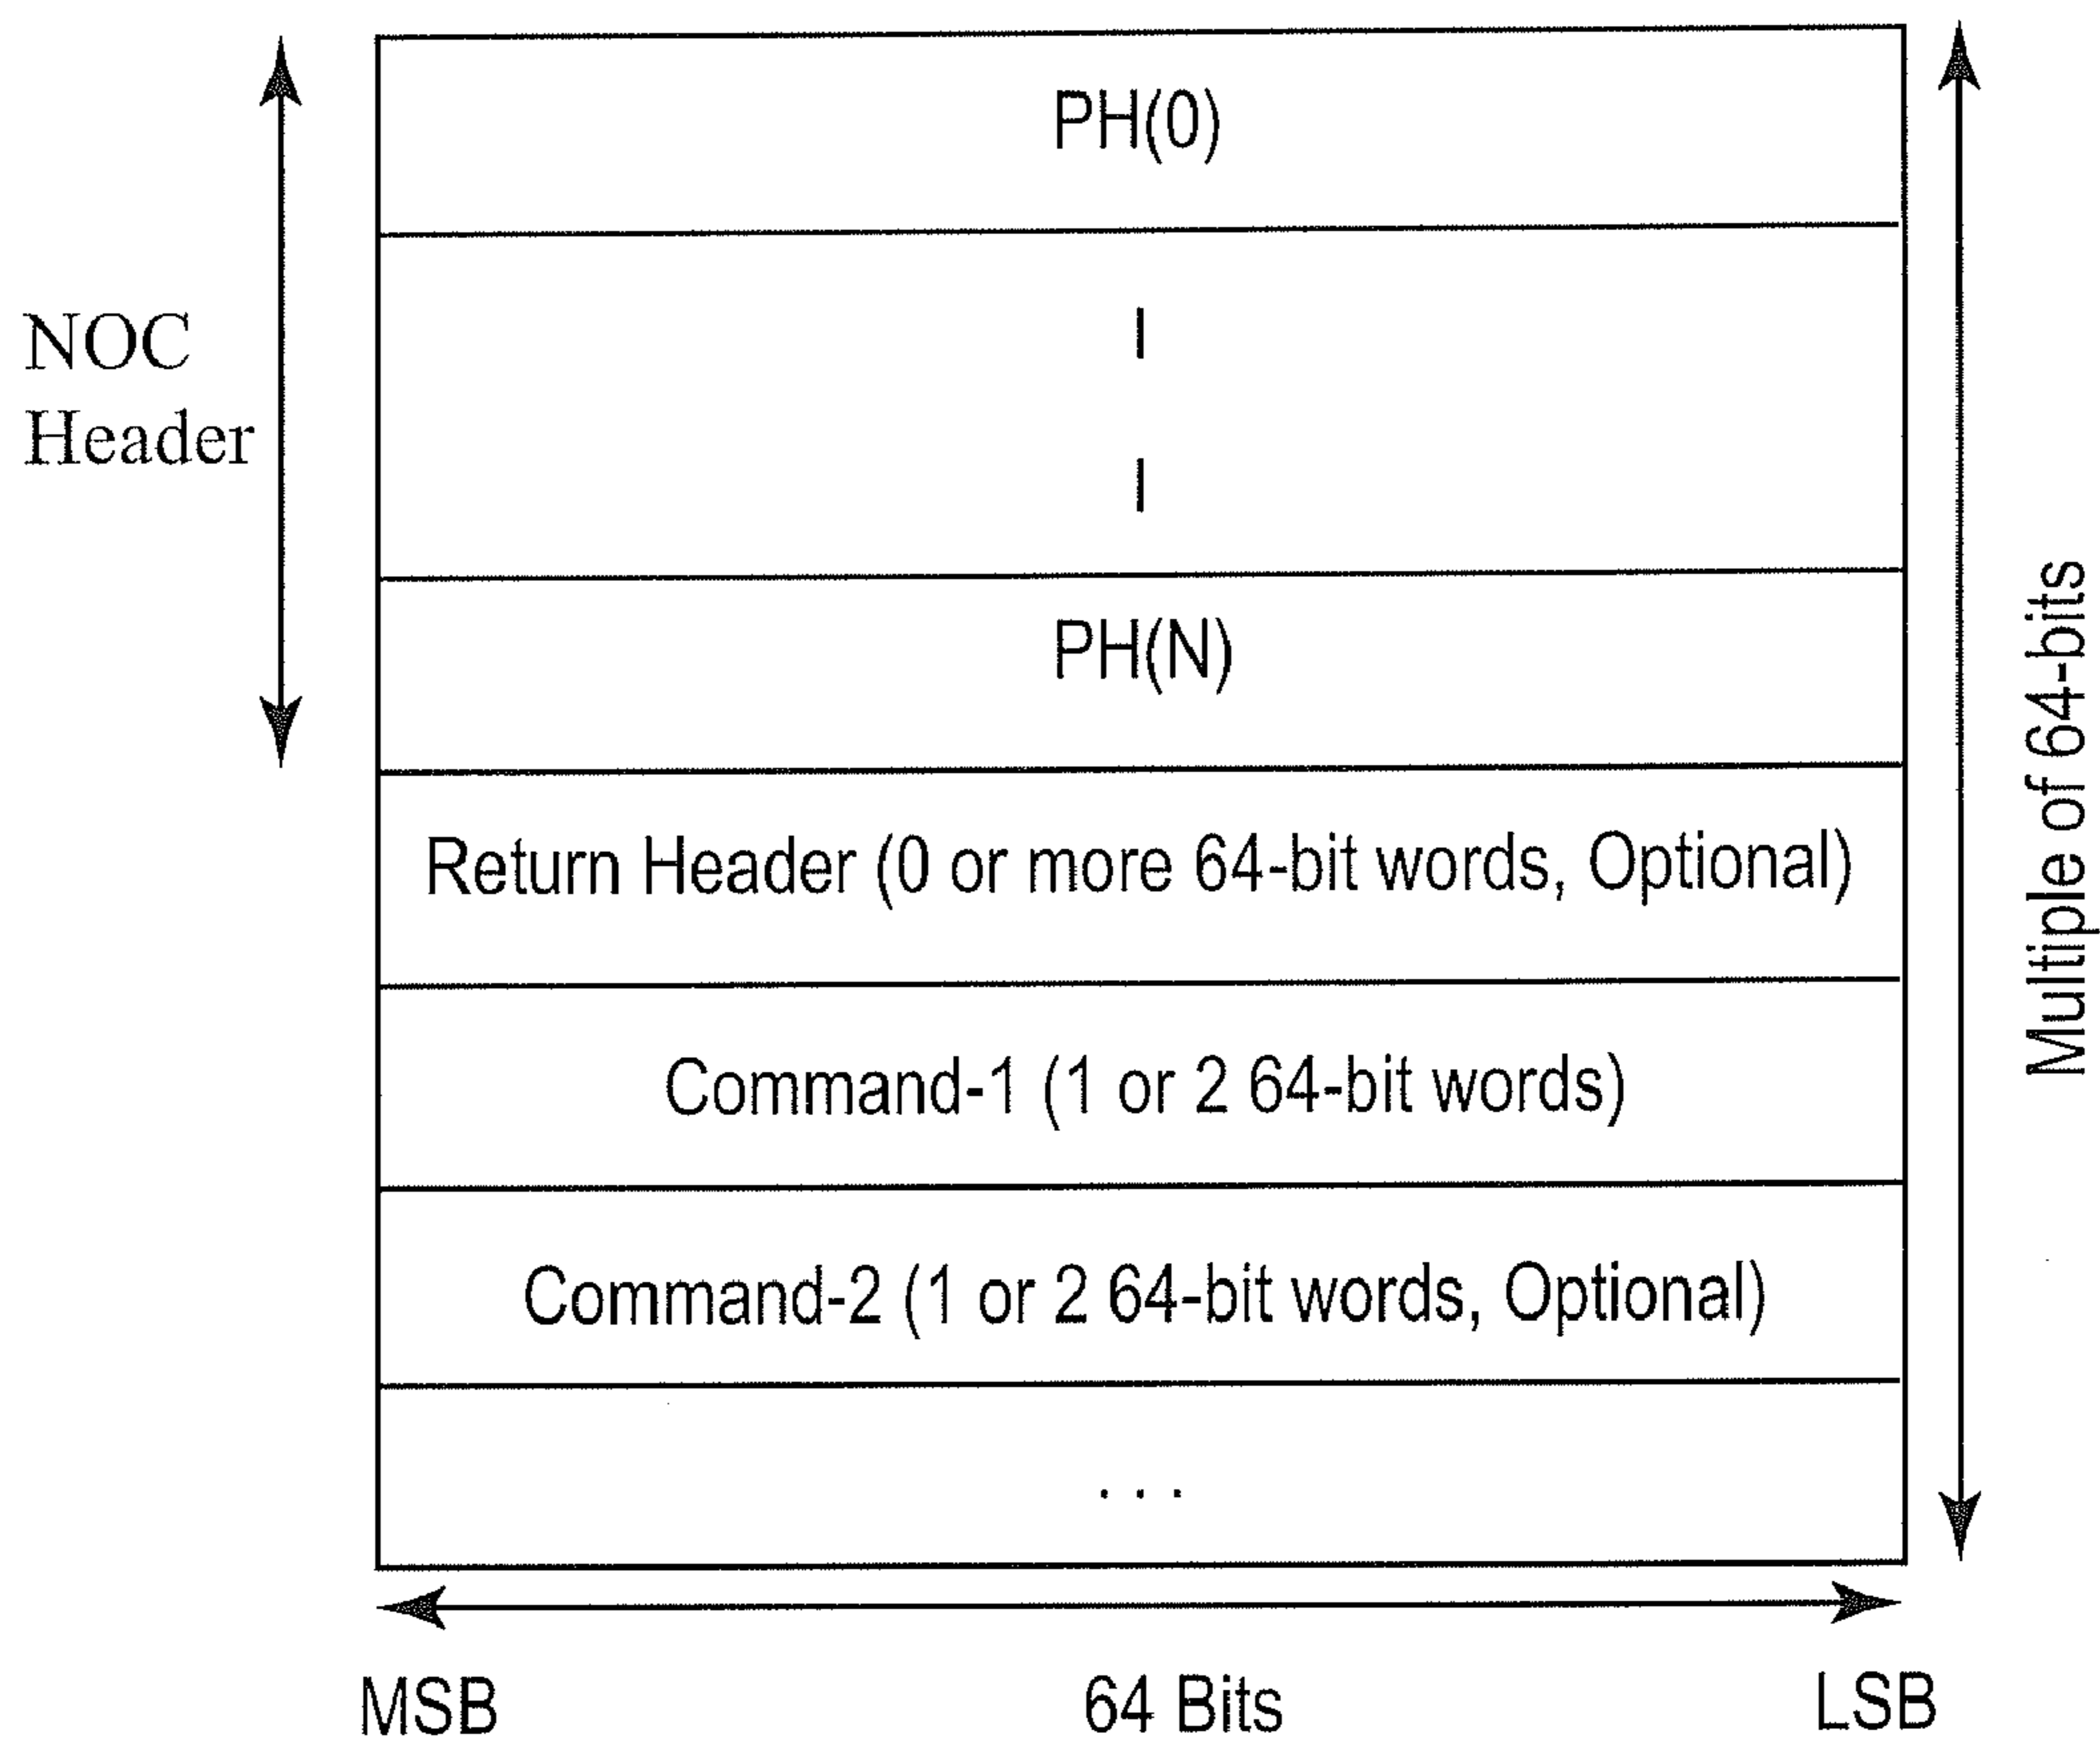 PH(0)
NOC
Header
PH(N)
Return Header (0 or more 64-bit words, Optional)
Command-1 (1 or 2 64-bit words)
Command-2 (1 or 2 64-bit words, Optional)
. . .
Multiple of 64-bits
MSB
64 Bits
LSB